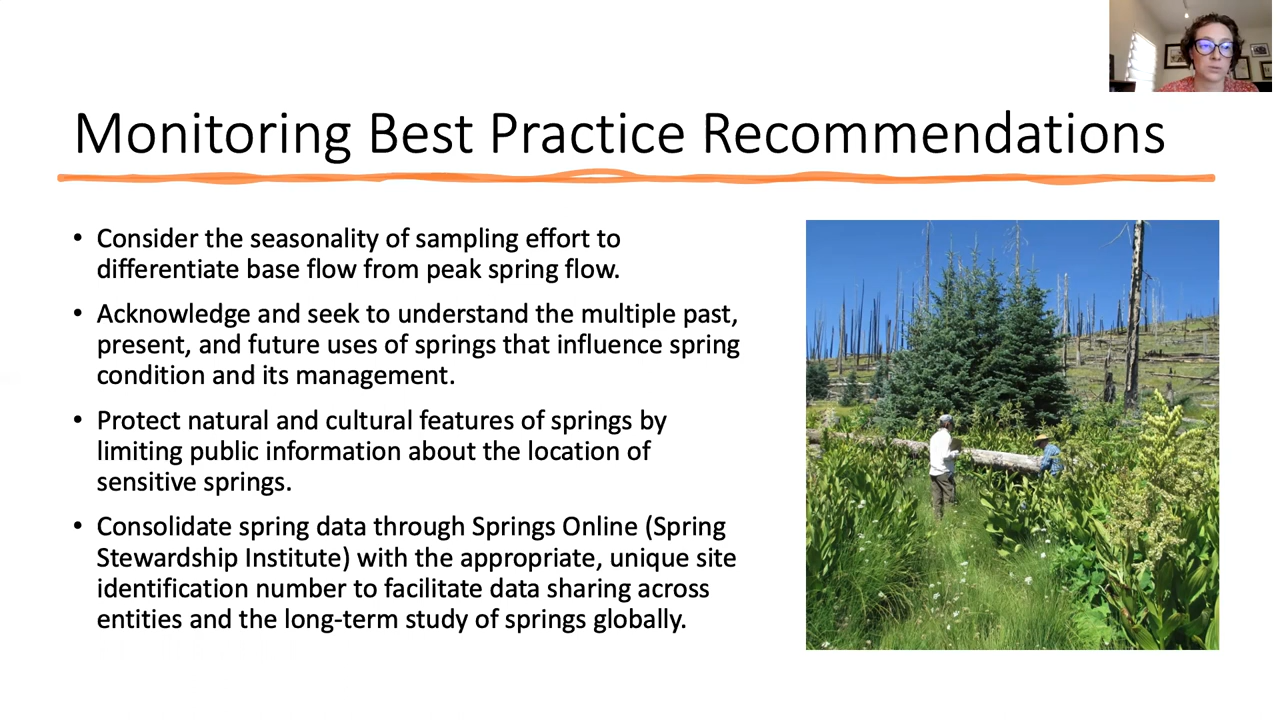 Monitoring Best Practice Recommendations
• Consider the seasonality of sampling effort to
differentiate base flow from peak spring flow.
• Acknowledge and seek to understand the multiple past,
present, and future uses of springs that influence spring
condition and its management.
• Protect natural and cultural features of springs by
limiting public information about the location of
sensitive springs.
• Consolidate spring data through Springs Online (Spring
Stewardship Institute) with the appropriate, unique site
identification number to facilitate data sharing across
entities and the long-term study of springs globally.